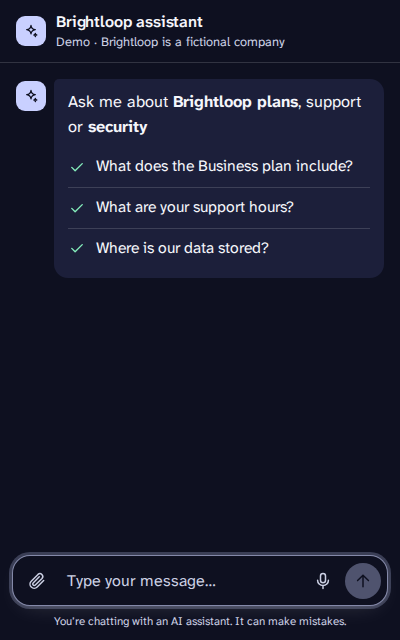 Brightloop assistant
Demo · Brightloop is a fictional company
Ask me about Brightloop plans, support
or security
What does the Business plan include?
What are your support hours?
Where is our data stored?
Type your message...
You're chatting with an AI assistant. It can make mistakes.